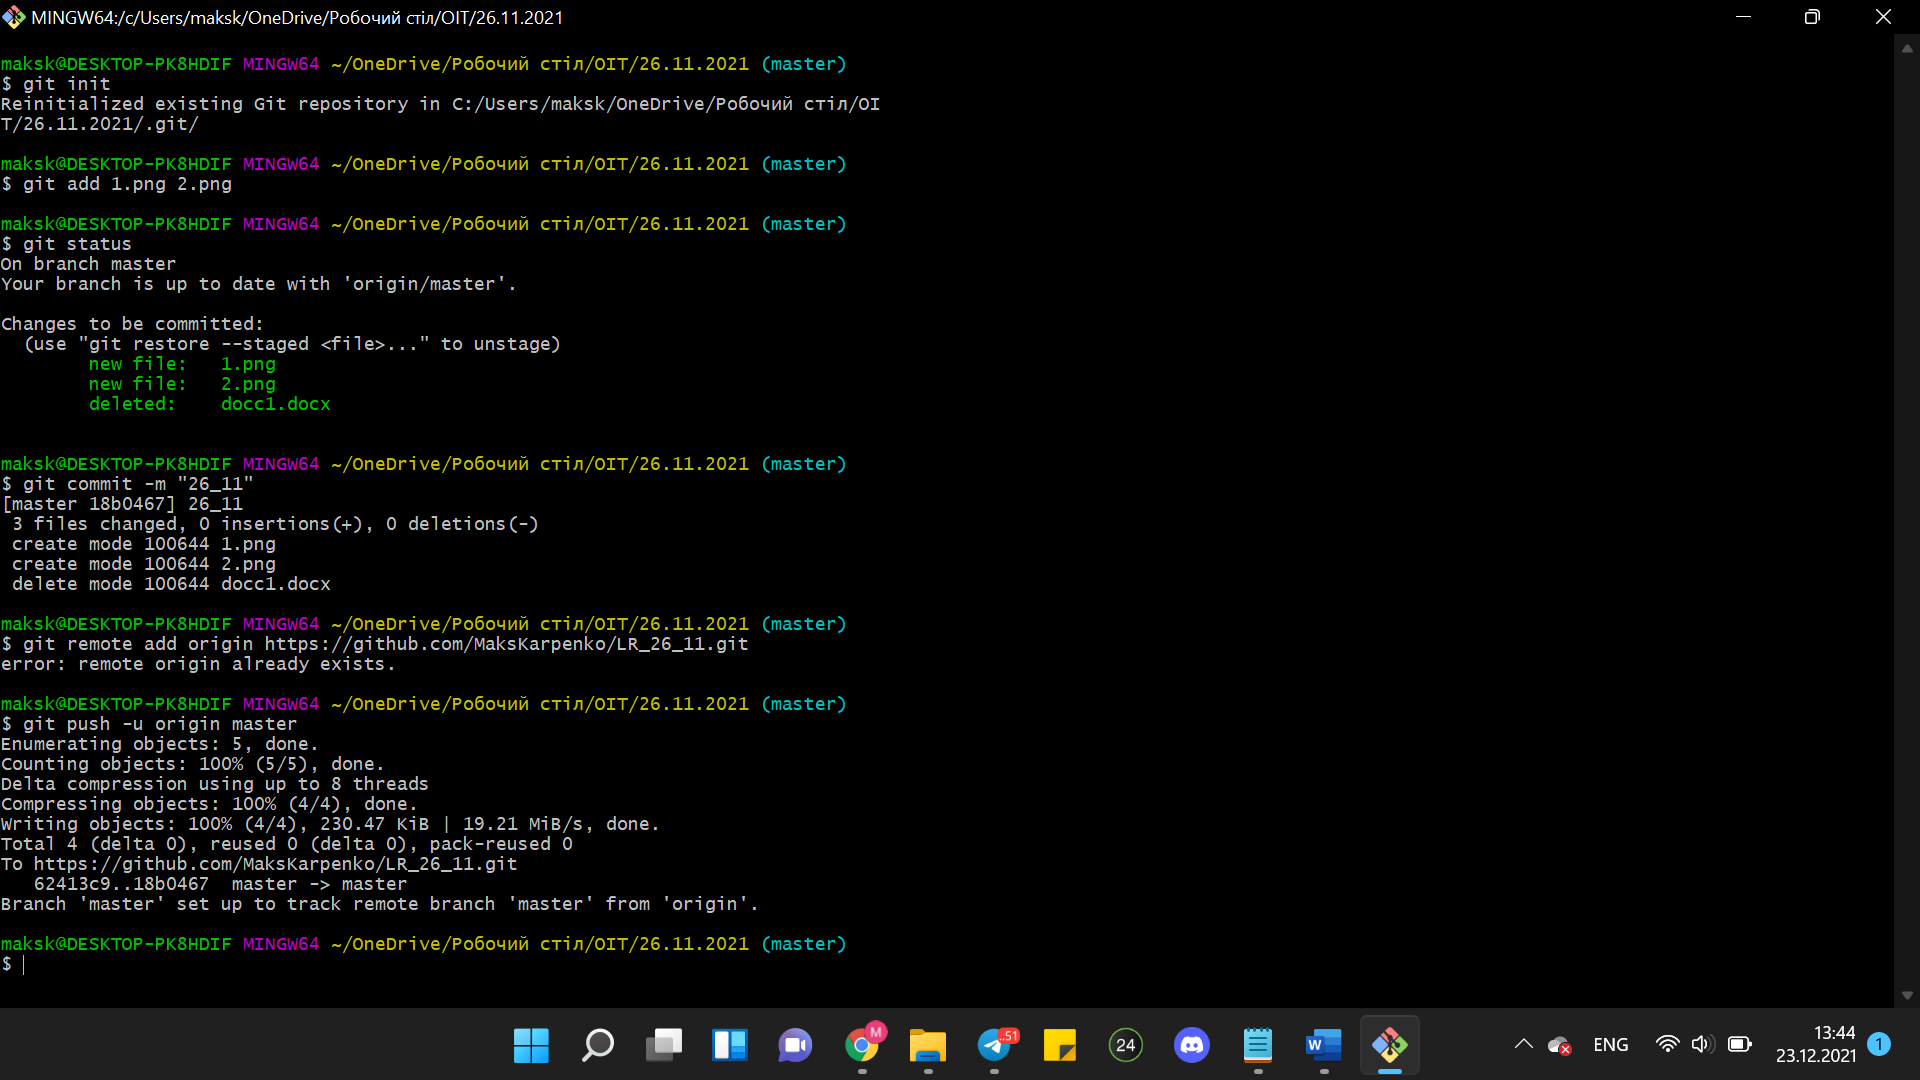 MINGW64:/c/Users/maksk/OneDrive/Робочий стіл/ОІТ/26.11.2021
maksk@DESKTOP-PK8HDIF MINGW64 ~/OneDrive/Робочий стіл/ОІТ/26.11.2021 (master)
$ git init
Reinitialized existing Git repository in C:/Users/maksk/OneDrive/Робочий стіл/ОІ
Т/26.11.2021/.git/
maksk@DESKTOP-PK8HDIF MINGW64 ~/OneDrive/Робочий стіл/ОІТ/26.11.2021 (master)
$ git add 1.png 2.png
maksk@DESKTOP-PK8HDIF MINGW64 ~/OneDrive/Робочий стіл/ОІТ/26.11.2021 (master)
$ git status
On branch master
Your branch is up to date with 'origin/master'.
Changes to be committed:
(use "git restore --staged <file>..." to unstage)
new file: 1.png
new file: 2.png
deleted: docc1.docx
maksk@DESKTOP-PK8HDIF MINGW64 ~/OneDrive/Робочий стіл/ОІТ/26.11.2021 (master)
$ git commit -m "26_11"
[master 18b0467] 26_11
3 files changed, 0 insertions(+), 0 deletions(-)
create mode 100644 1.png
create mode 100644 2.png
delete mode 100644 docc1.docx
maksk@DESKTOP-PK8HDIF MINGW64 ~/OneDrive/Робочий стіл/ОІТ/26.11.2021 (master)
$ git remote add origin https://github.com/MaksKarpenko/LR_26_11.git
error: remote origin already exists.
maksk@DESKTOP-PK8HDIF MINGW64 ~/OneDrive/Робочий стіл/ОІТ/26.11.2021 (master)
$ git push -u origin master
Enumerating objects: 5, done.
Counting objects: 100% (5/5), done.
Delta compression using up to 8 threads
Compressing objects: 100% (4/4), done.
Writing objects: 100% (4/4), 230.47 KiB | 19.21 MiB/s, done.
Total 4 (delta 0), reused 0 (delta 0), pack-reused 0
To https://github.com/MaksKarpenko/LR_26_11.git
62413c9..18b0467 master -> master
Branch 'master' set up to track remote branch 'master' from 'origin'.
maksk@DESKTOP-PK8HDIF MINGW64 ~/OneDrive/Робочий стіл/ОІТ/26.11.2021 (master)
$
M
..51
24
W
ENG
13:44
23.12.2021
1